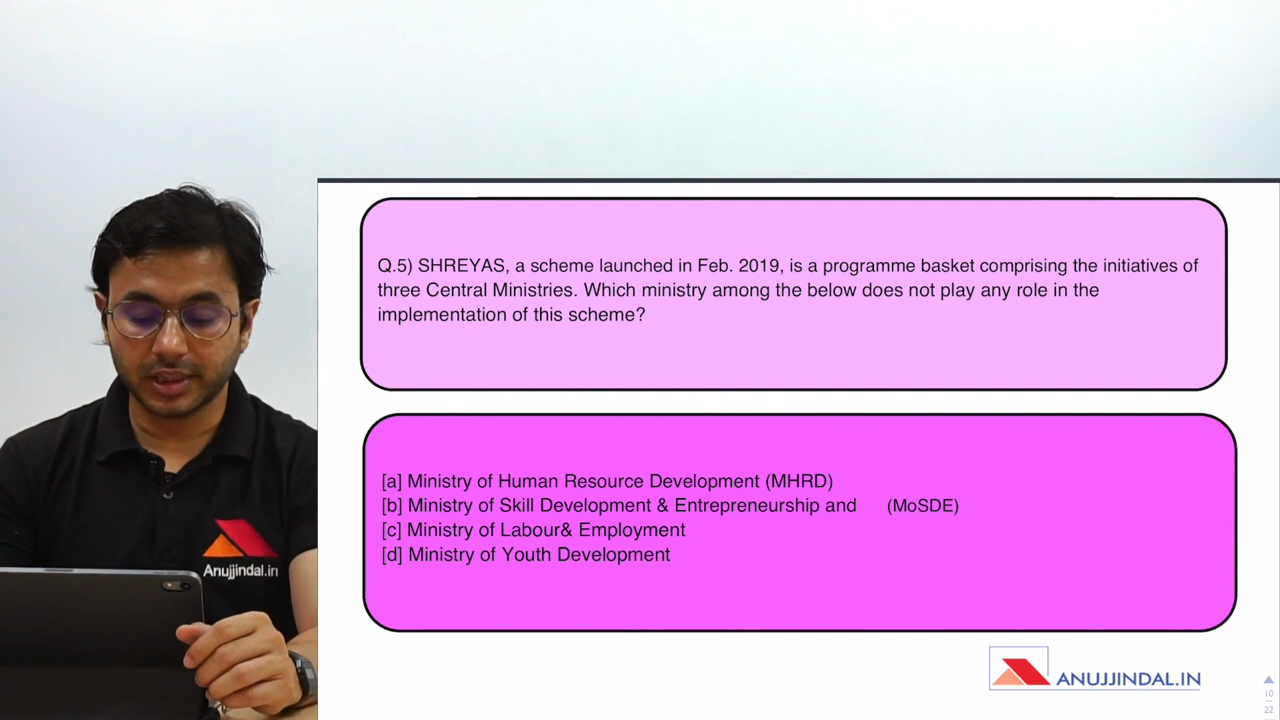 Q.5) SHREYAS, a scheme launched in Feb. 2019, is a programme basket comprising the initiatives of
three Central Ministries. Which ministry among the below does not play any role in the
implementation of this scheme?
[a] Ministry of Human Resource Development (MHRD)
[b] Ministry of Skill Development & Entrepreneurship and (MoSDE)
[c] Ministry of Labour& Employment
[d] Ministry of Youth Development
Anujjindal.in
ANUJJINDAL.IN
10
22